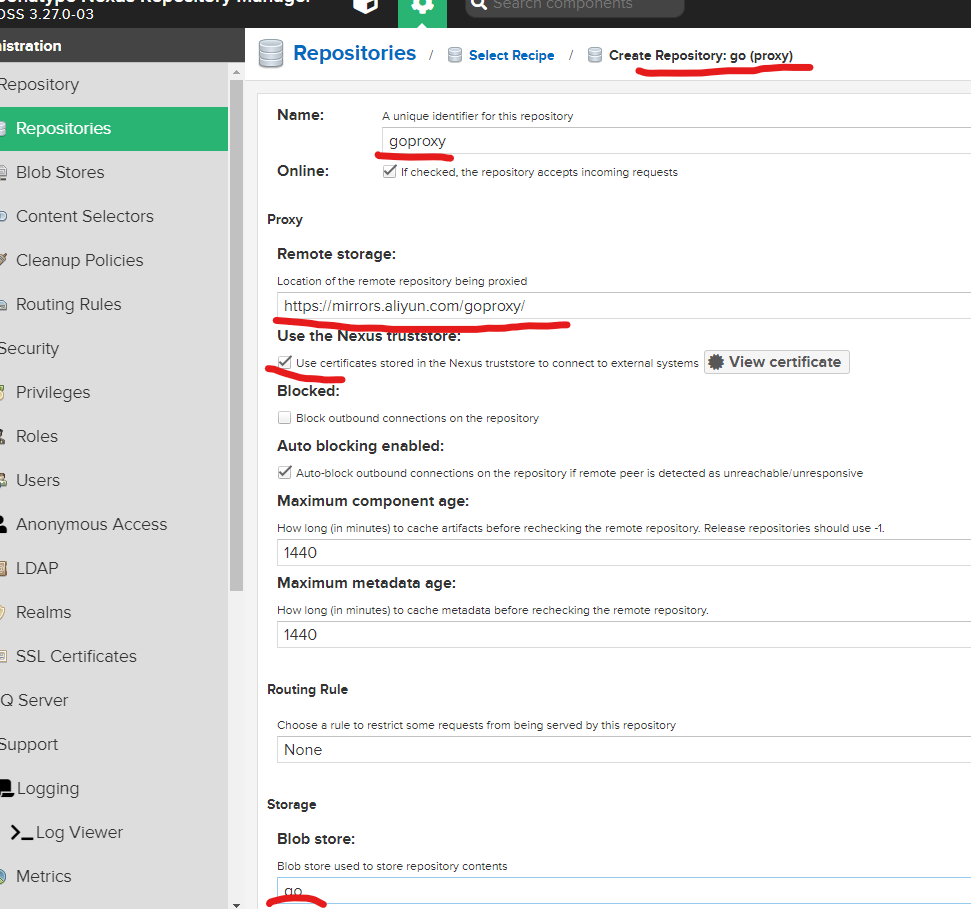 Nexus Repository Manager
OSS 3.27.0-03
Search components
Repositories / Select Recipe / Create Repository: go (proxy)
Repository
Repositories
Blob Stores
Content Selectors
Cleanup Policies
Routing Rules
Security
Privileges
Roles
Users
Anonymous Access
LDAP
Realms
SSL Certificates
Q Server
Support
Logging
Log Viewer
Metrics
Name:
A unique identifier for this repository
goproxy
Online:
If checked, the repository accepts incoming requests
Proxy
Remote storage:
Location of the remote repository being proxied
https://mirrors.aliyun.com/goproxy/
Use the Nexus truststore:
Use certificates stored in the Nexus truststore to connect to external systems
View certificate
Blocked:
Block outbound connections on the repository
Auto blocking enabled:
Auto-block outbound connections on the repository if remote peer is detected as unreachable/unresponsive
Maximum component age:
How long (in minutes) to cache artifacts before rechecking the remote repository. Release repositories should use -1.
1440
Maximum metadata age:
How long (in minutes) to cache metadata before rechecking the remote repository.
1440
Routing Rule
Choose a rule to restrict some requests from being served by this repository
None
Storage
Blob store:
Blob store used to store repository contents
go